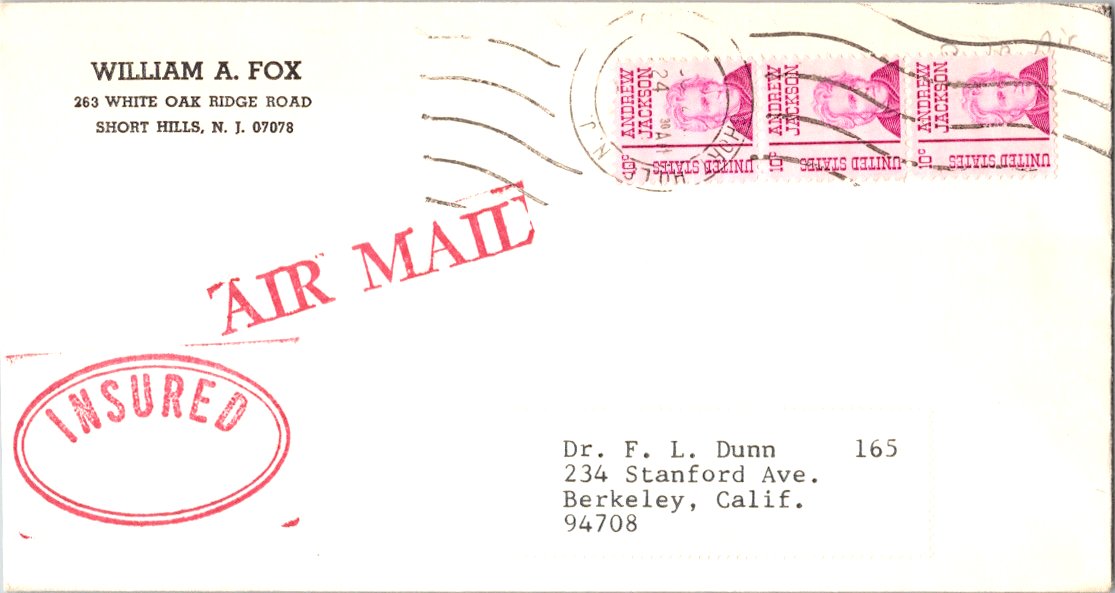 WILLIAM A. FOX
263 WHITE OAK RIDGE ROAD
SHORT HILLS, N. J. 07078
ANDREW JACKSON
10c UNITED STATES
ANDREW JACKSON
10c UNITED STATES
ANDREW JACKSON
10c UNITED STATES
Air
AIR MAIL
INSURED
Dr. F. L. Dunn 165
234 Stanford Ave.
Berkeley, Calif.
94708